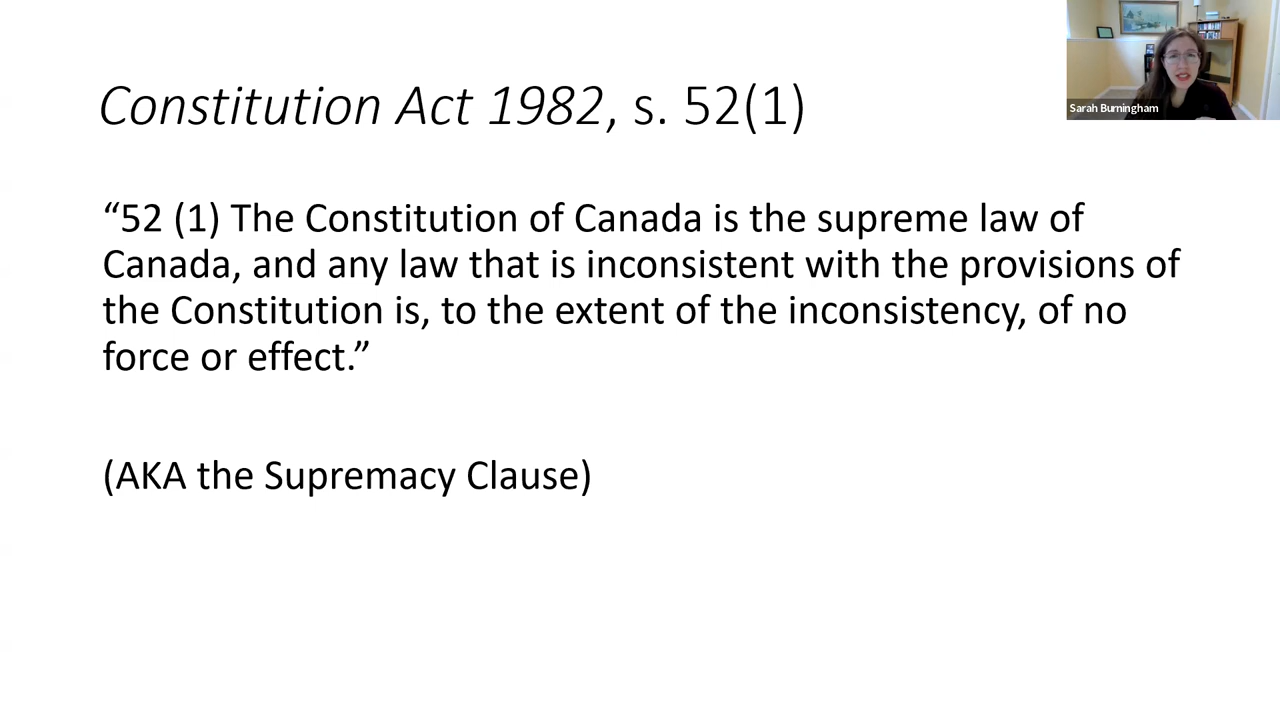 Constitution Act 1982, s. 52(1)
Sarah Burningham
“52 (1) The Constitution of Canada is the supreme law of
Canada, and any law that is inconsistent with the provisions of
the Constitution is, to the extent of the inconsistency, of no
force or effect.”
(AKA the Supremacy Clause)